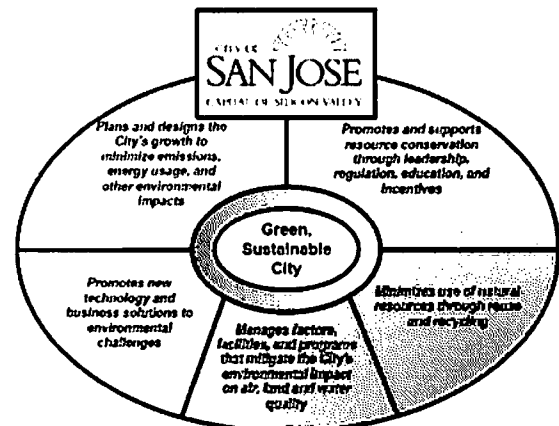 CITY OF
SAN JOSE
CAPITAL OF SILICON VALLEY
Plans and designs the
City's growth to
minimize emissions,
energy usage, and
other environmental
impacts
Promotes and supports
resource conservation
through leadership,
regulation, education, and
Incentives
Green,
Sustainable
City
Promotes new
technology and
business solutions to
environmental
challenges
Manages factors,
facilities, and programs
that mitigate the City's
environmental impact
on air, land and water
quality
Minimizes use of natural
resources through reuse
and recycling